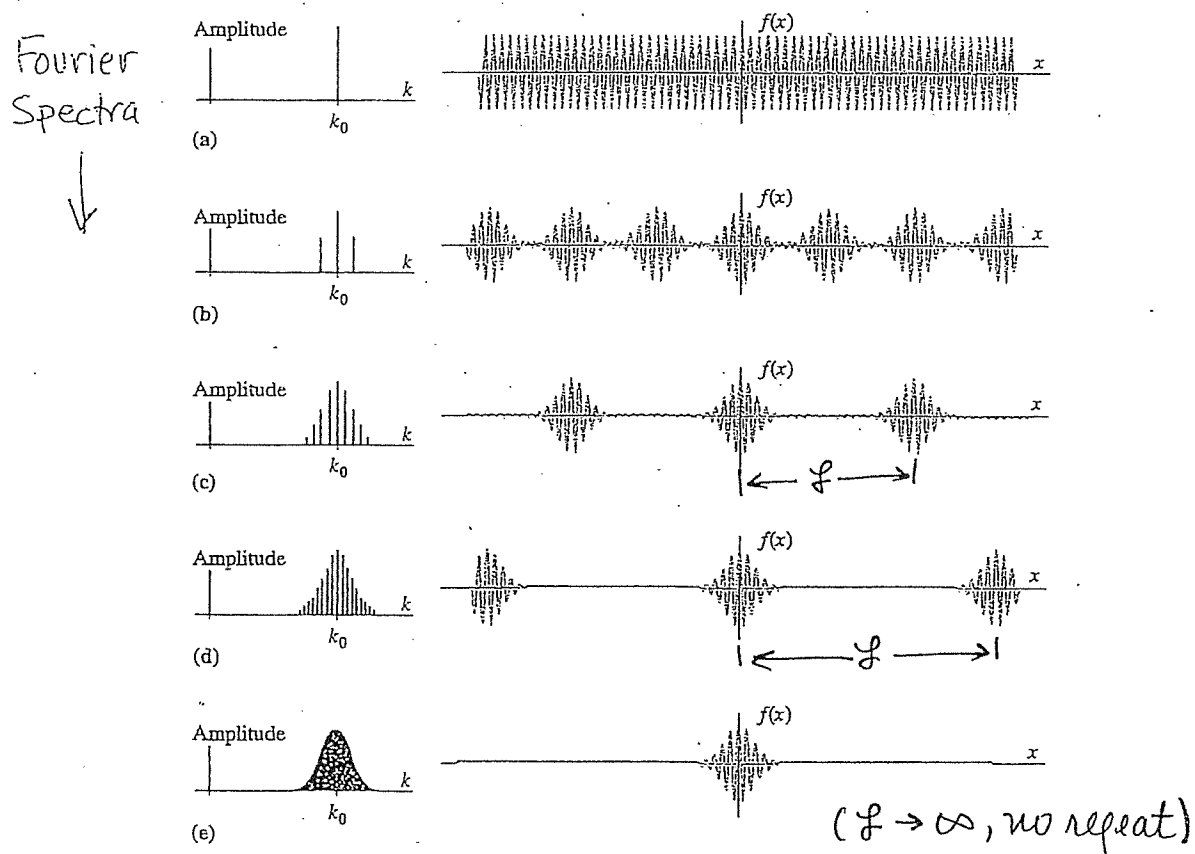 Fourier
Spectra
Amplitude
k
k₀
(a)
f(x)
x
Amplitude
k
k₀
(b)
f(x)
x
Amplitude
k
k₀
(c)
f(x)
x
ℒ
Amplitude
k
k₀
(d)
f(x)
x
ℒ
Amplitude
k
k₀
(e)
f(x)
x
(ℒ → ∞, no repeat)